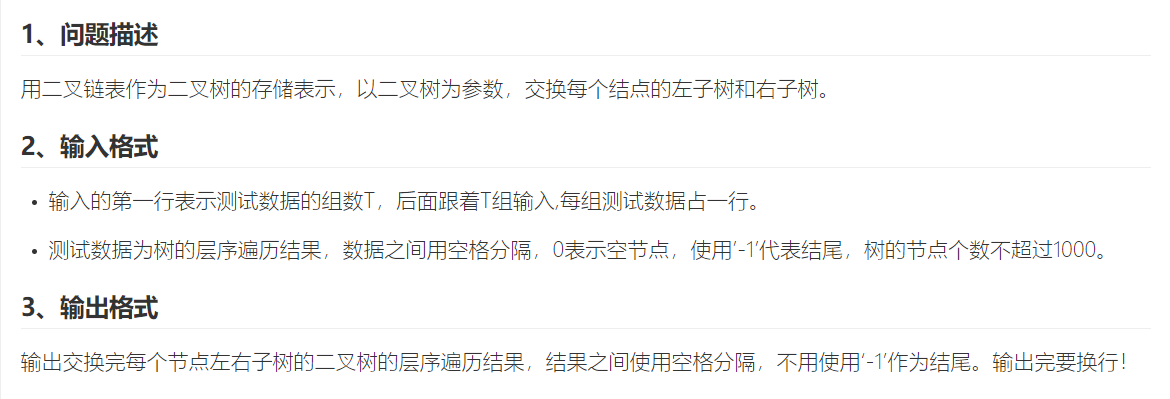 1、问题描述
用二叉链表作为二叉树的存储表示，以二叉树为参数，交换每个结点的左子树和右子树。
2、输入格式
• 输入的第一行表示测试数据的组数T，后面跟着T组输入,每组测试数据占一行。
• 测试数据为树的层序遍历结果，数据之间用空格分隔，0表示空节点，使用‘-1’代表结尾，树的节点个数不超过1000。
3、输出格式
输出交换完每个节点左右子树的二叉树的层序遍历结果，结果之间使用空格分隔，不用使用‘-1’作为结尾。输出完要换行！